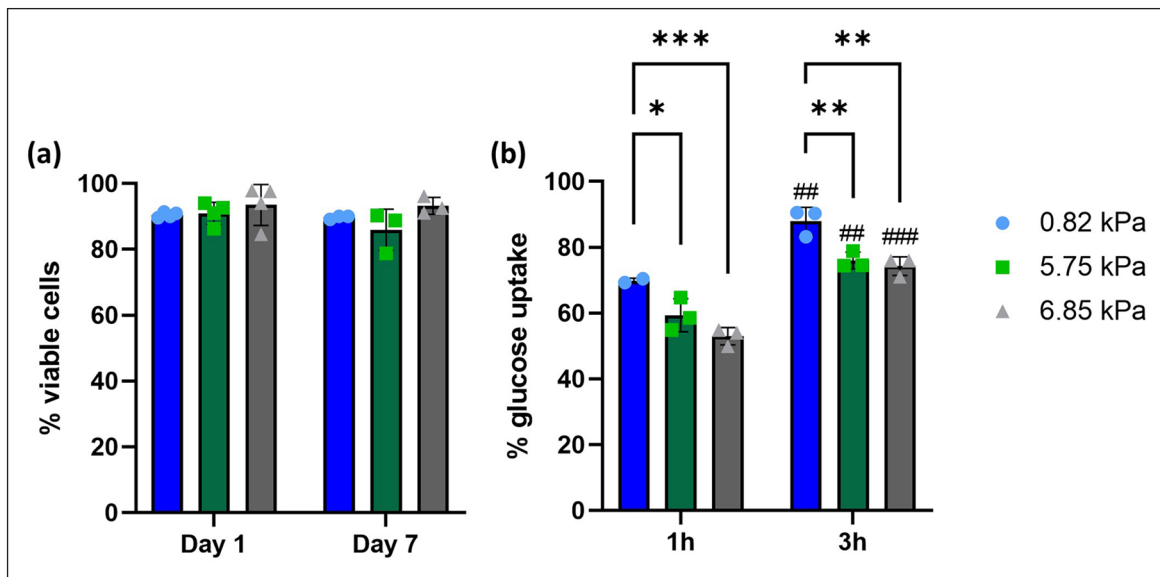 (a)
% viable cells
100
80
60
40
20
0
Day 1 Day 7
(b)
% glucose uptake
100
80
60
40
20
0
1h 3h
*** **
* **
## ## ###
0.82 kPa
5.75 kPa
6.85 kPa